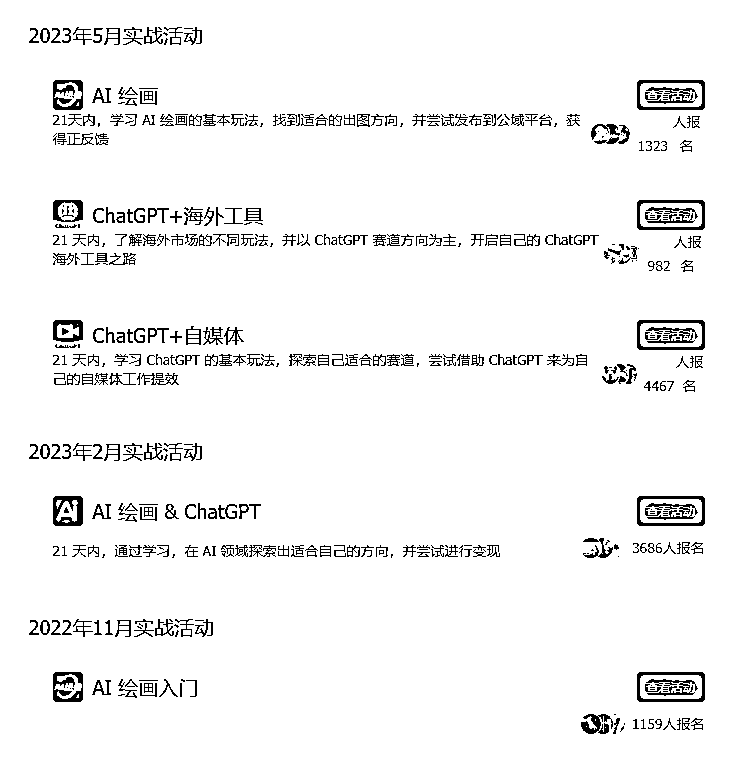 2023年5月实战活动
AI 绘画
查看活动
21天内，学习 AI 绘画的基本玩法，找到适合的出图方向，并尝试发布到公域平台，获
得正反馈
人报
1323 名
ChatGPT+海外工具
查看活动
21 天内，了解海外市场的不同玩法，并以 ChatGPT 赛道方向为主，开启自己的 ChatGPT
海外工具之路
人报
982 名
ChatGPT+自媒体
查看活动
21 天内，学习 ChatGPT 的基本玩法，探索自己适合的赛道，尝试借助 ChatGPT 来为自
己的自媒体工作提效
人报
4467 名
2023年2月实战活动
Ai
AI 绘画 & ChatGPT
查看活动
21 天内，通过学习，在 AI 领域探索出适合自己的方向，并尝试进行变现
3686人报名
2022年11月实战活动
AI 绘画入门
查看活动
1159人报名